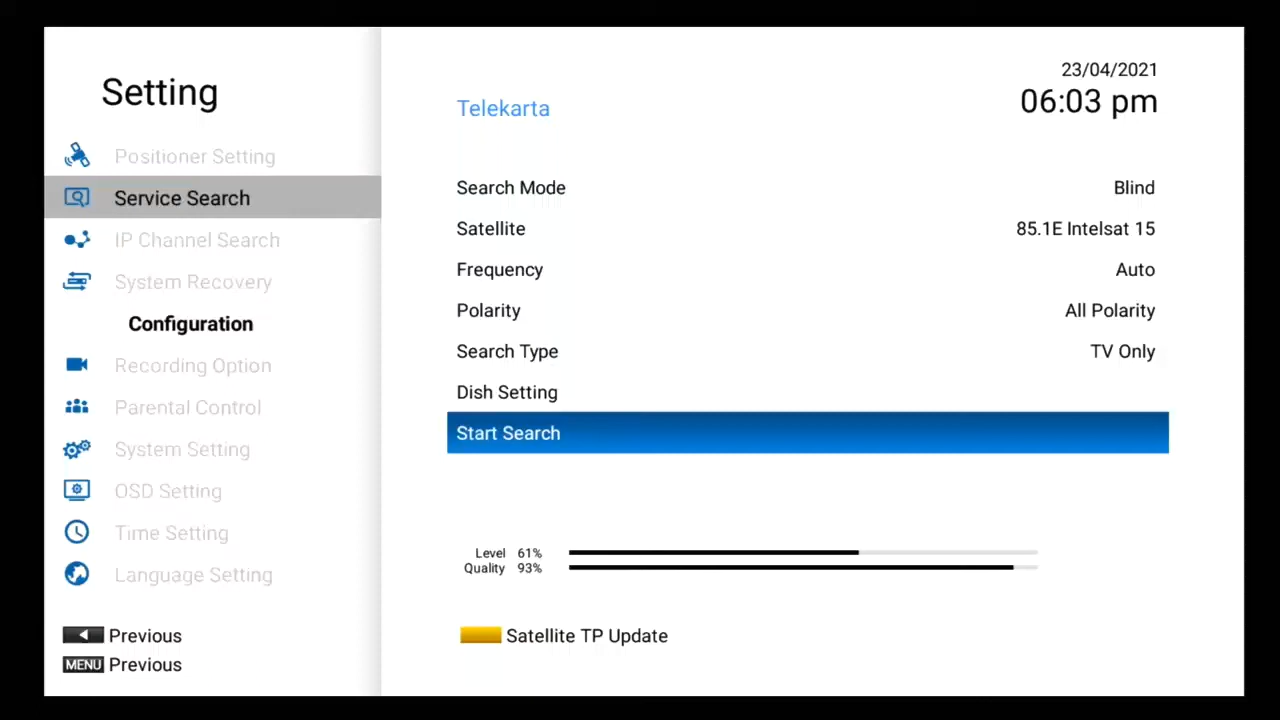 Setting
Positioner Setting
Service Search
IP Channel Search
System Recovery
Configuration
Recording Option
Parental Control
System Setting
OSD Setting
Time Setting
Language Setting
Previous
MENU Previous
23/04/2021
06:03 pm
Telekarta
Search Mode Blind
Satellite 85.1E Intelsat 15
Frequency Auto
Polarity All Polarity
Search Type TV Only
Dish Setting
Start Search
Level 61%
Quality 93%
Satellite TP Update